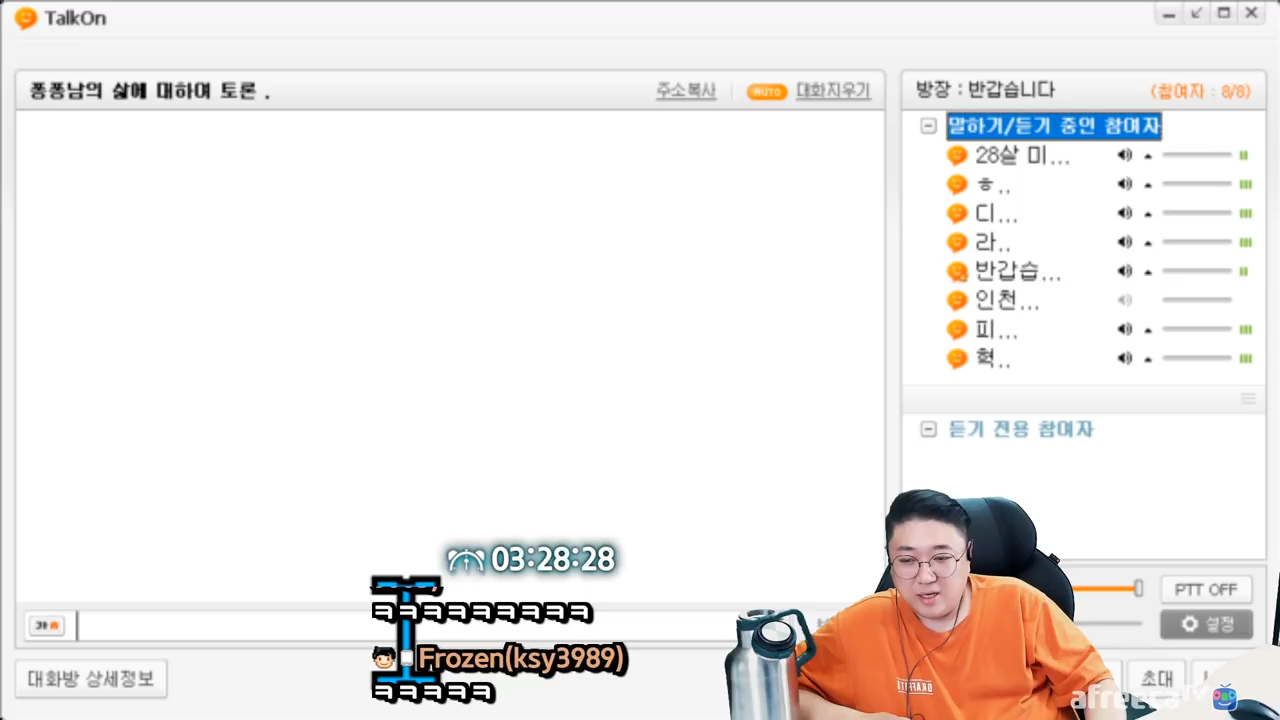 TalkOn
퐁퐁남의 삶에 대하여 토론 .
주소복사
AUTO
대화지우기
방장 : 반갑습니다
(참여자 : 8/8)
말하기/듣기 중인 참여자
28살 미...
ㅎ..
디...
라..
반갑습...
인천...
피...
혁..
듣기 전용 참여자
03:28:28
ㅋㅋㅋㅋㅋㅋㅋㅋㅋ
Frozen(ksy3989)
ㅋㅋㅋㅋㅋ
PTT OFF
설정
대화방 상세정보
초대
afreecaTV